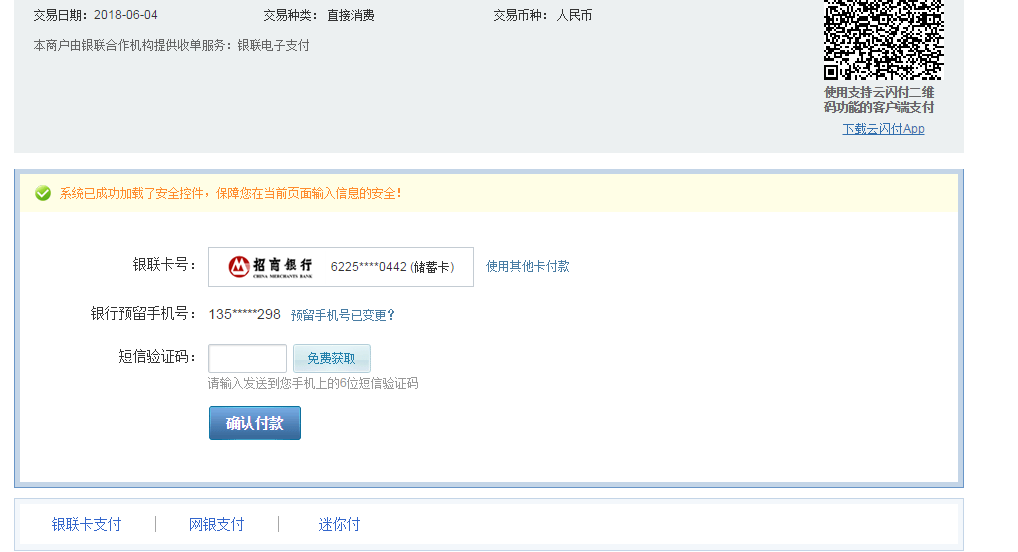 交易日期：2018-06-04 交易种类：直接消费 交易币种：人民币
本商户由银联合作机构提供收单服务：银联电子支付
使用支持云闪付二维
码功能的客户端支付
下载云闪付App
系统已成功加载了安全控件，保障您在当前页面输入信息的安全！
银联卡号： 招商银行 CHINA MERCHANTS BANK 6225****0442 (储蓄卡) 使用其他卡付款
银行预留手机号： 135*****298 预留手机号已变更？
短信验证码： 免费获取
请输入发送到您手机上的6位短信验证码
确认付款
银联卡支付 | 网银支付 | 迷你付